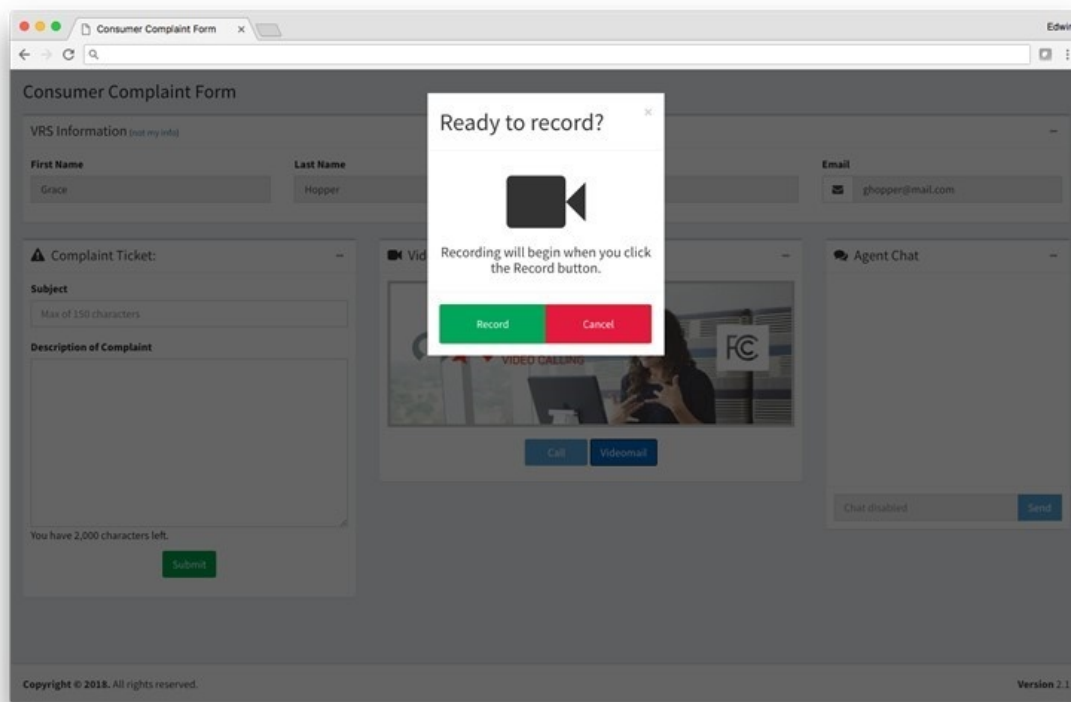 Consumer Complaint Form
Edwin
Consumer Complaint Form
VRS Information (not my info)
First Name
Last Name
Email
Grace
Hopper
ghopper@mail.com
Ready to record?
Recording will begin when you click
the Record button.
Record
Cancel
Complaint Ticket:
Subject
Max of 150 characters
Description of Complaint
You have 2,000 characters left.
Submit
Vid
VIDEO CALLING
FCC
Call
Videomail
Agent Chat
Chat disabled
Send
Copyright © 2018. All rights reserved.
Version 2.1